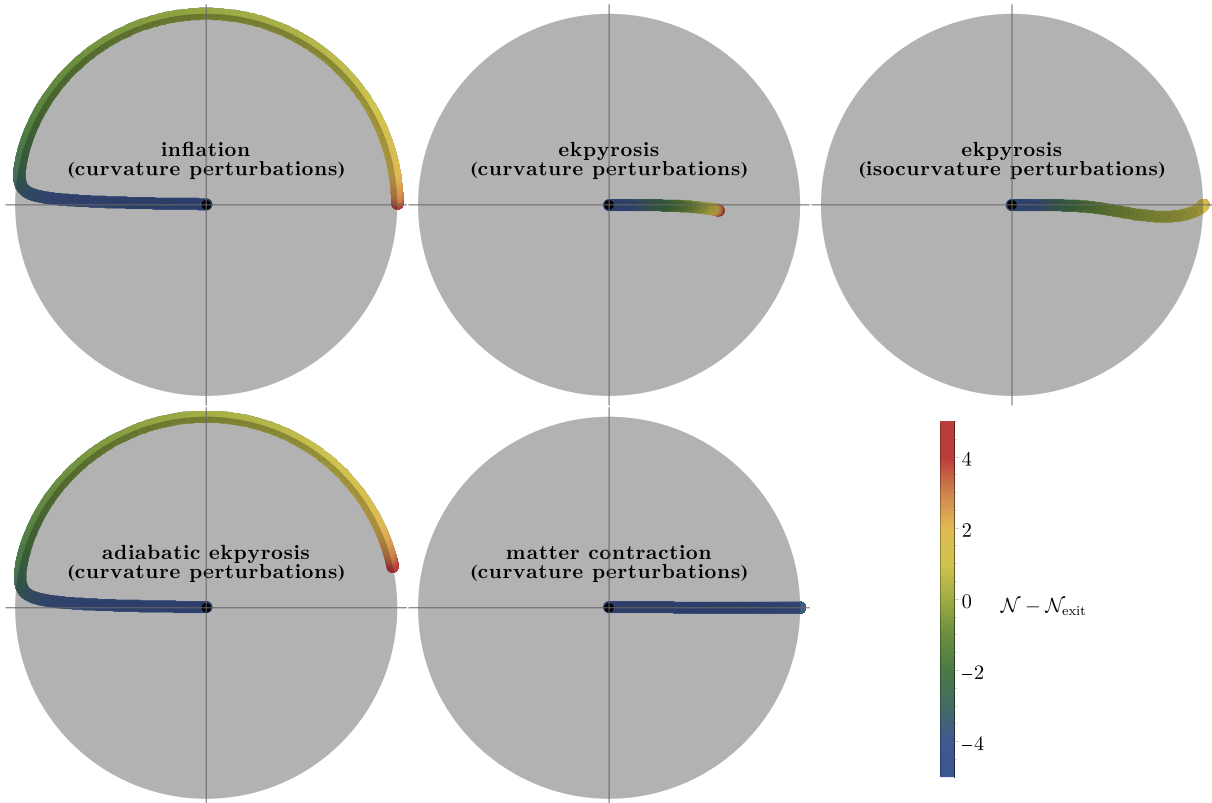 inflation
(curvature perturbations)
ekpyrosis
(curvature perturbations)
ekpyrosis
(isocurvature perturbations)
adiabatic ekpyrosis
(curvature perturbations)
matter contraction
(curvature perturbations)
4
2
0
−2
−4
𝒩 − 𝒩exit